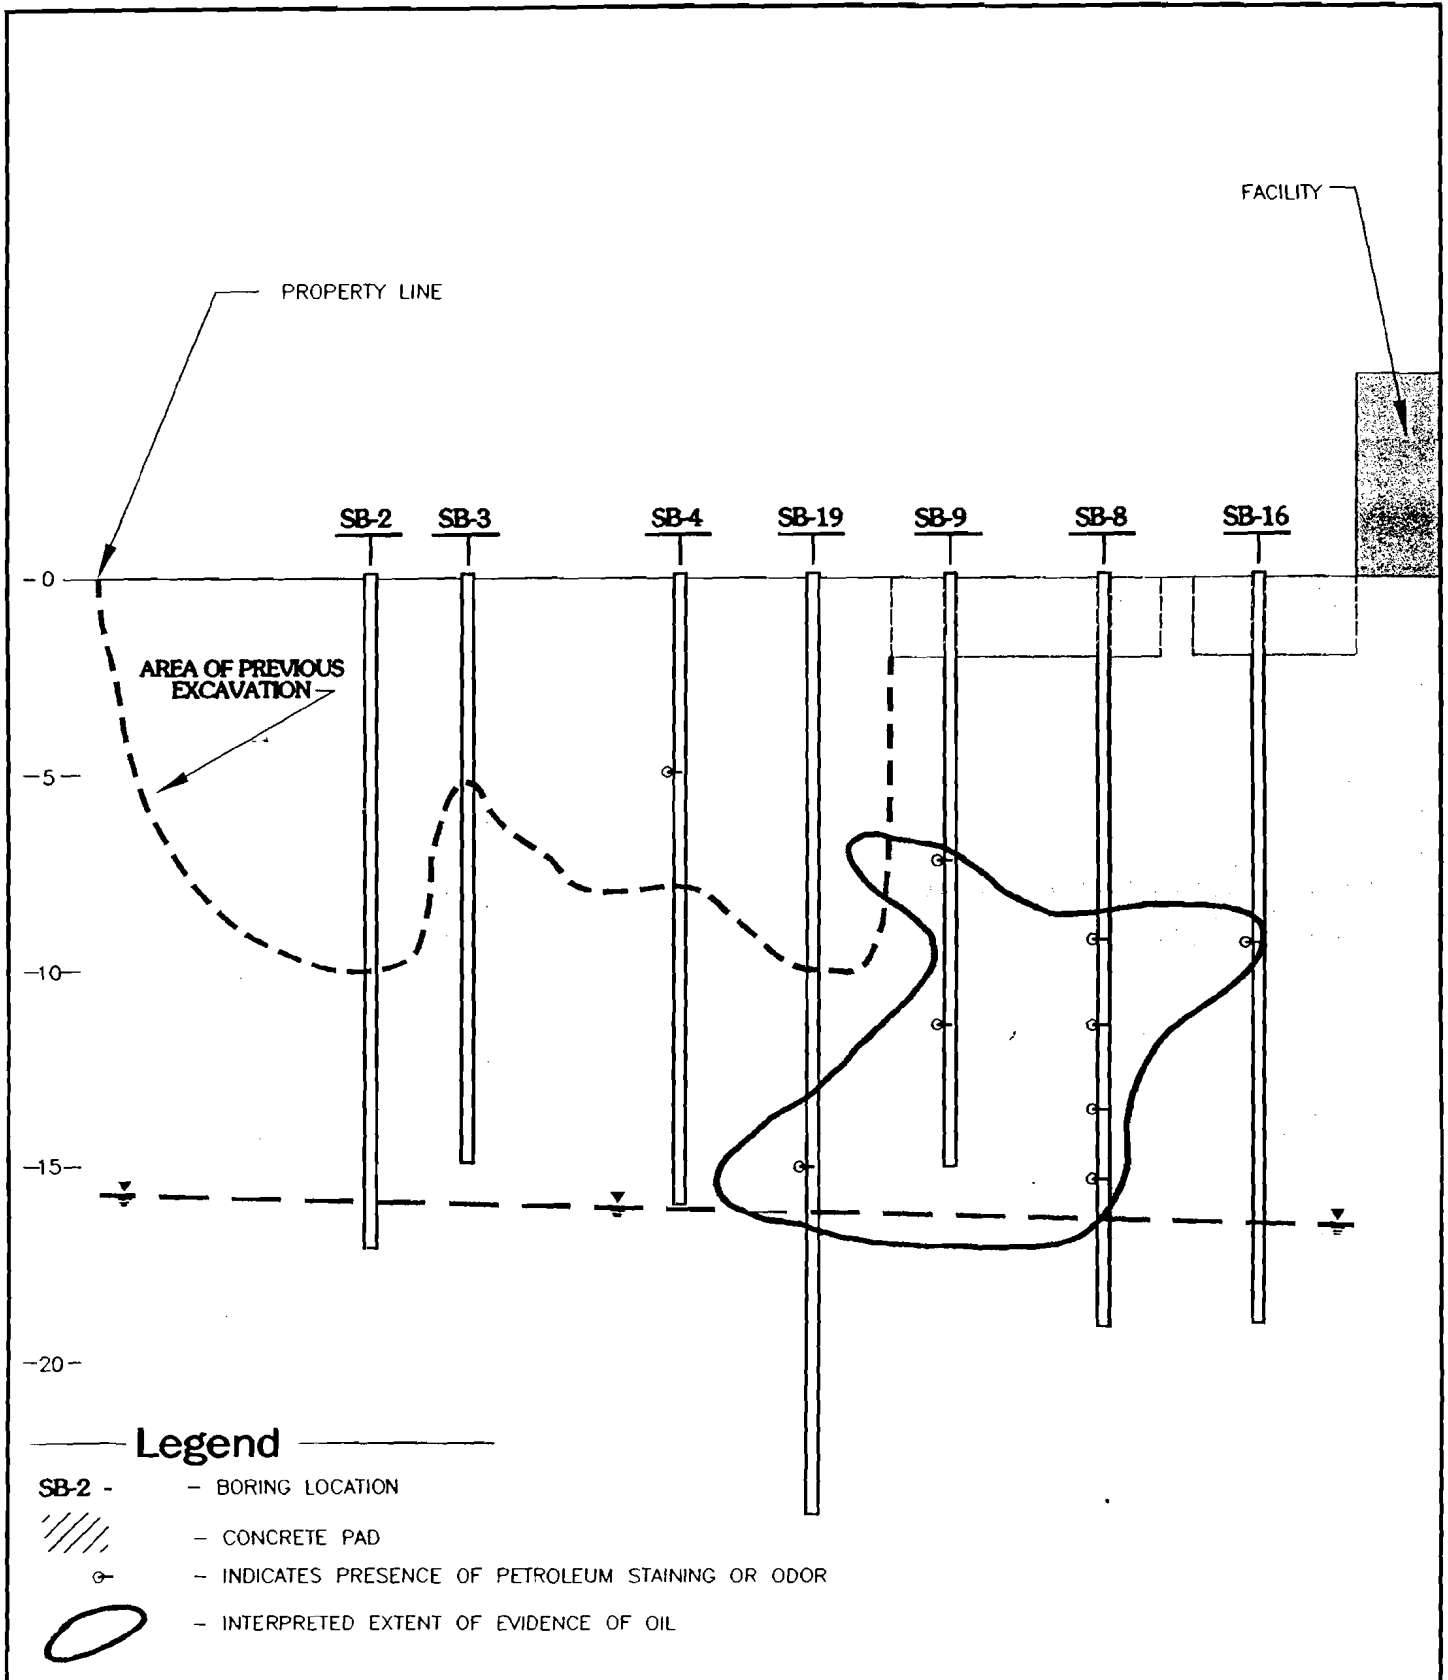 FACILITY
PROPERTY LINE
SB-2 SB-3 SB-4 SB-19 SB-9 SB-8 SB-16
-0
AREA OF PREVIOUS
EXCAVATION
-5
-10
-15
-20
Legend
SB-2 - - BORING LOCATION
- CONCRETE PAD
- INDICATES PRESENCE OF PETROLEUM STAINING OR ODOR
- INTERPRETED EXTENT OF EVIDENCE OF OIL